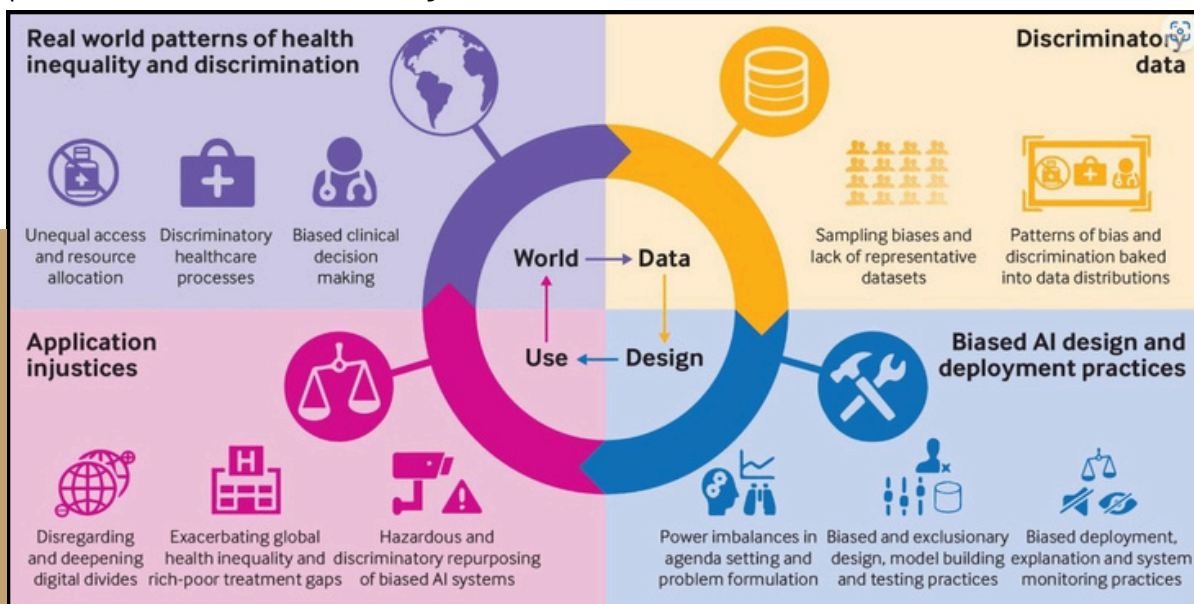 Real world patterns of health
inequality and discrimination
Unequal access
and resource
allocation
Discriminatory
healthcare
processes
Biased clinical
decision
making
Discriminatory
data
Sampling biases and
lack of representative
datasets
Patterns of bias and
discrimination baked
into data distributions
World
Data
Use
Design
Application
injustices
H
Disregarding
and deepening
digital divides
Exacerbating global
health inequality and
rich-poor treatment gaps
Hazardous and
discriminatory repurposing
of biased AI systems
Biased AI design and
deployment practices
Power imbalances in
agenda setting and
problem formulation
Biased and exclusionary
design, model building
and testing practices
Biased deployment,
explanation and system
monitoring practices